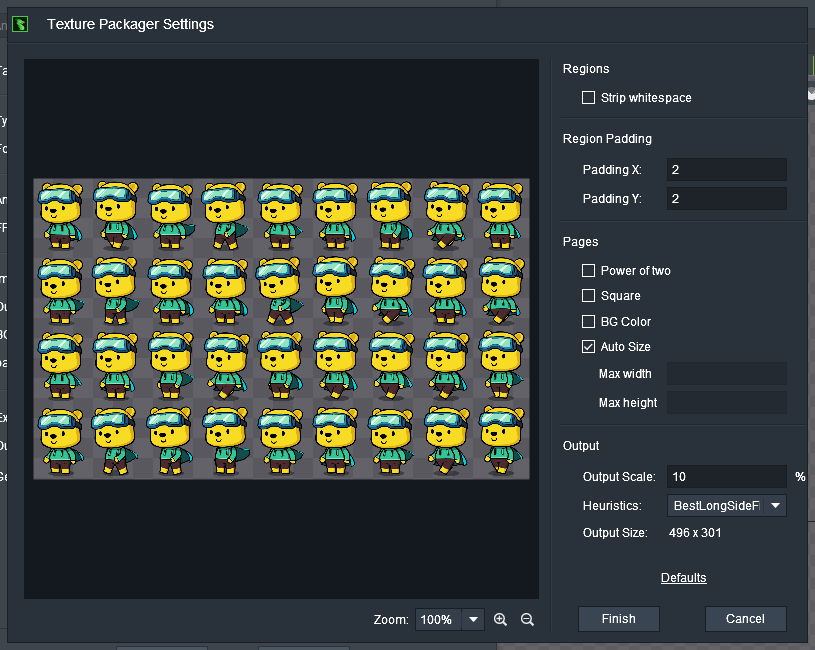 Texture Packager Settings
Regions
Strip whitespace
Region Padding
Padding X: 2
Padding Y: 2
Pages
Power of two
Square
BG Color
Auto Size
Max width
Max height
Output
Output Scale: 10 %
Heuristics: BestLongSideFi
Output Size: 496 x 301
Defaults
Zoom: 100%
Finish Cancel